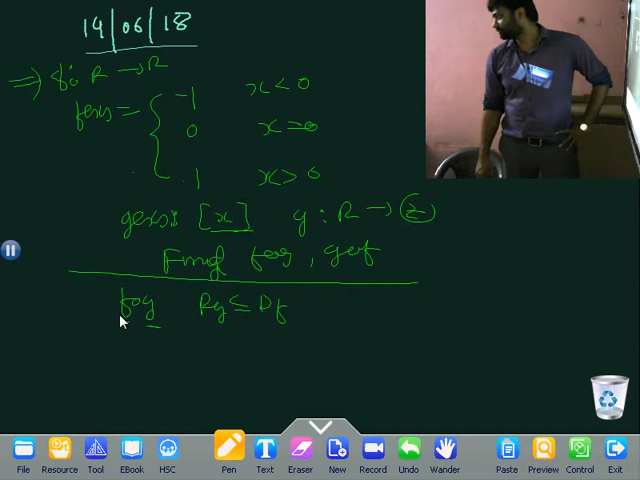 14/06/18
⇒ f: R → R
f(x) = { -1 x < 0
0 x = 0
1 x > 0
g(x): [x] g : R → Z
Find fog, gof
fog Rg ⊆ Df
File Resource Tool EBook HSC Pen Text Eraser New Record Undo Wander Paste Preview Control Exit